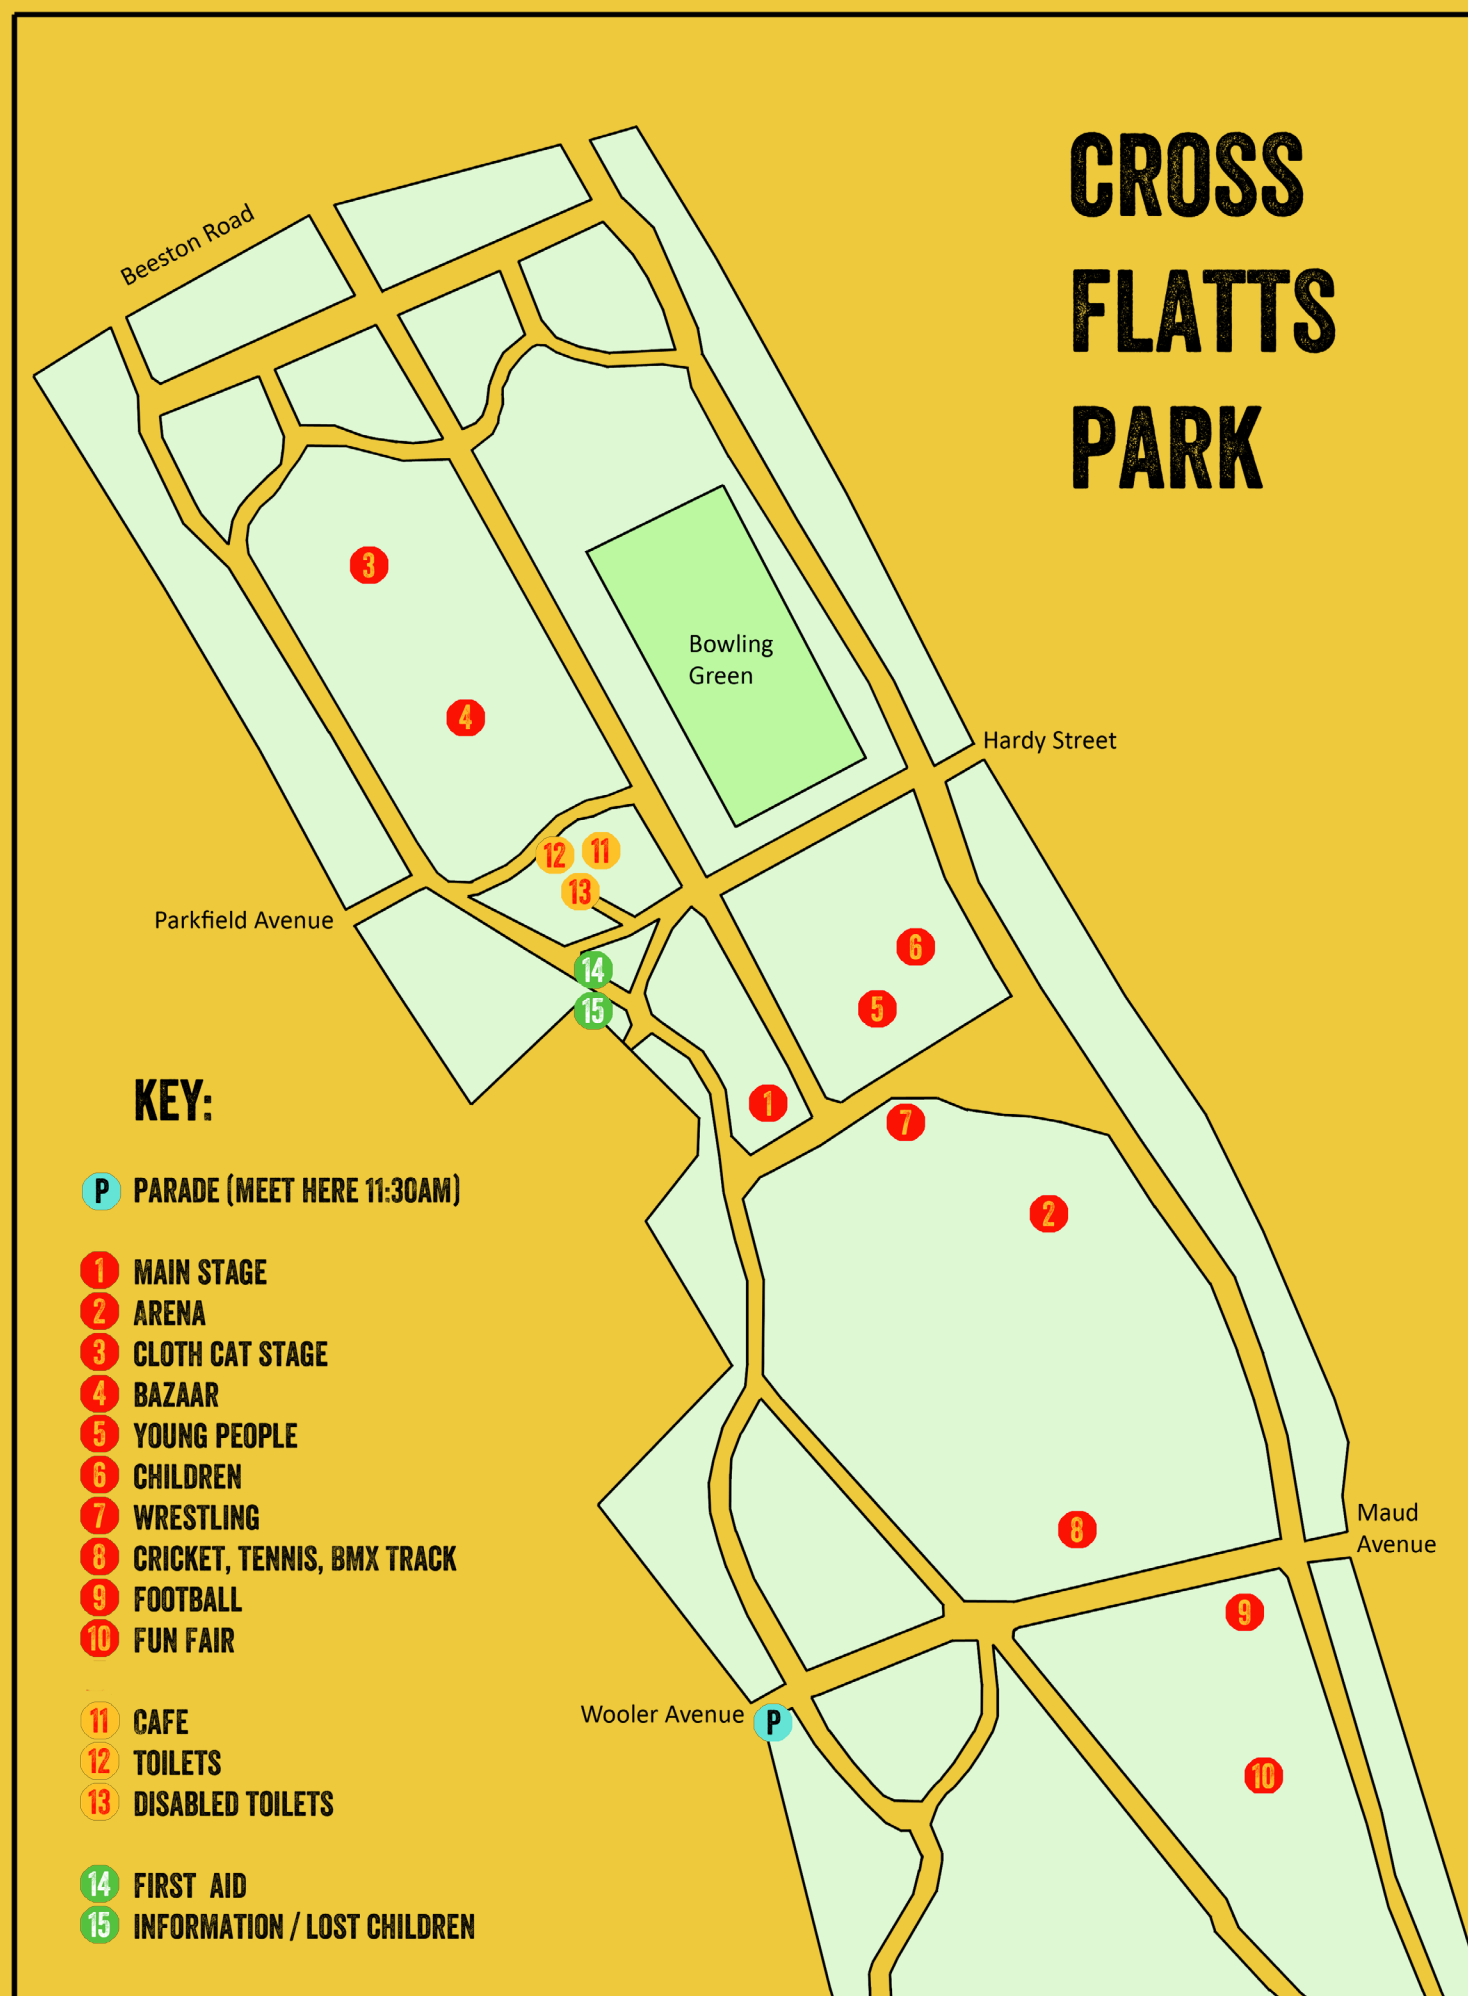 CROSS
FLATTS
PARK
Beeston Road
3
Bowling
Green
4
Hardy Street
12 11
13
Parkfield Avenue
6
14
5
15
1
7
2
8
Maud
Avenue
9
Wooler Avenue P
10
KEY:
P PARADE (MEET HERE 11:30AM)
1 MAIN STAGE
2 ARENA
3 CLOTH CAT STAGE
4 BAZAAR
5 YOUNG PEOPLE
6 CHILDREN
7 WRESTLING
8 CRICKET, TENNIS, BMX TRACK
9 FOOTBALL
10 FUN FAIR
11 CAFE
12 TOILETS
13 DISABLED TOILETS
14 FIRST AID
15 INFORMATION / LOST CHILDREN